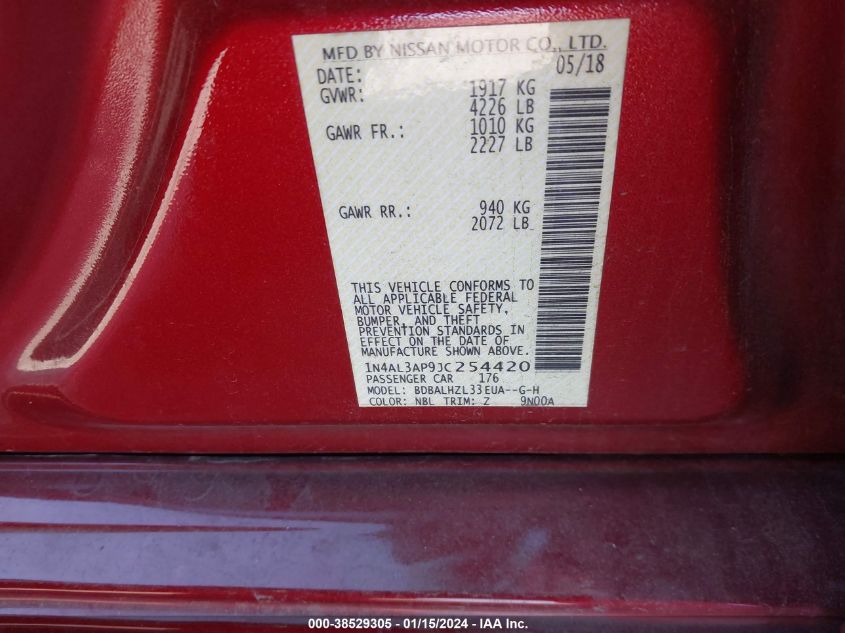 MFD BY NISSAN MOTOR CO., LTD.
DATE: 05/18
GVWR: 1917 KG
4226 LB
GAWR FR.: 1010 KG
2227 LB
GAWR RR.: 940 KG
2072 LB
THIS VEHICLE CONFORMS TO
ALL APPLICABLE FEDERAL
MOTOR VEHICLE SAFETY,
BUMPER, AND THEFT
PREVENTION STANDARDS IN
EFFECT ON THE DATE OF
MANUFACTURE SHOWN ABOVE.
1N4AL3AP9JC254420
PASSENGER CAR 176
MODEL: BDBALHZL33EUA--G-H
COLOR: NBL TRIM: Z 9N00A
000-38529305 - 01/15/2024 - IAA Inc.